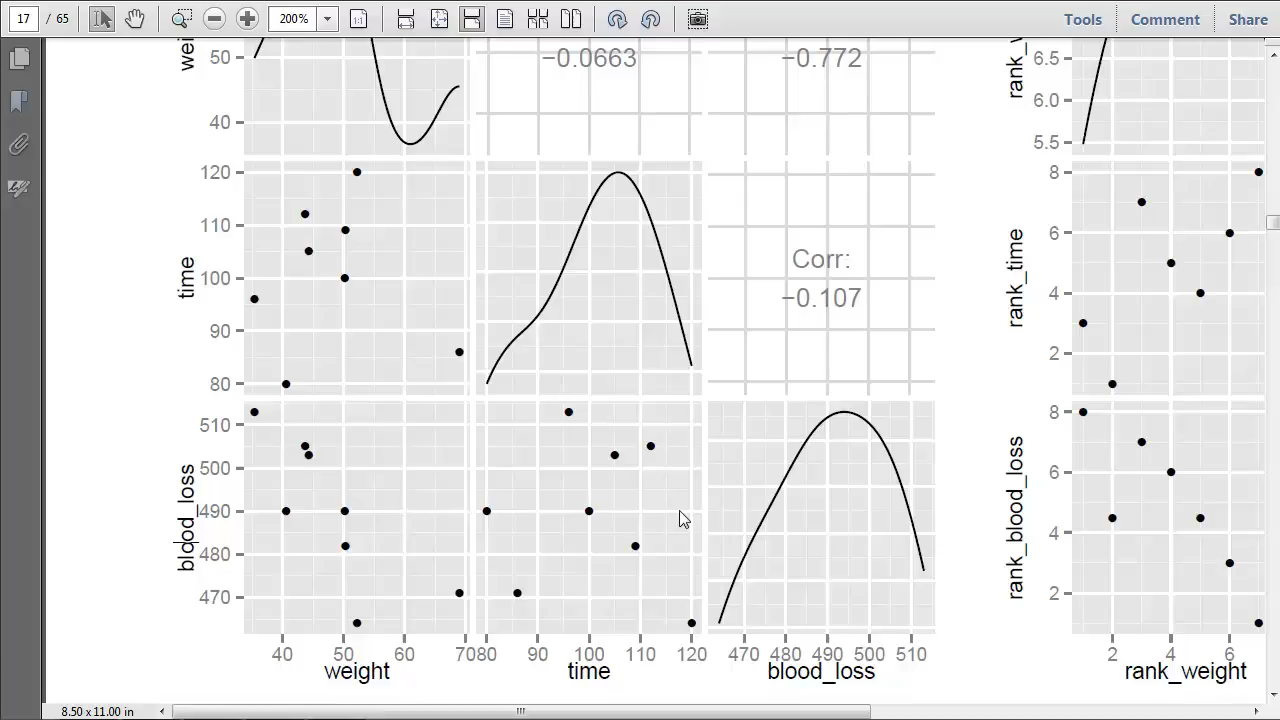 17 / 65 200% Tools Comment Share
50
40
−0.0663
−0.772
6.5
6.0
5.5
time
120
110
100
90
80
Corr:
−0.107
rank_time
8
6
4
2
blood_loss
510
500
490
480
470
rank_blood_loss
8
6
4
2
40 50 60 70 80 90 100 110 120 470 480 490 500 510 2 4 6
weight time blood_loss rank_weight
8.50 x 11.00 in